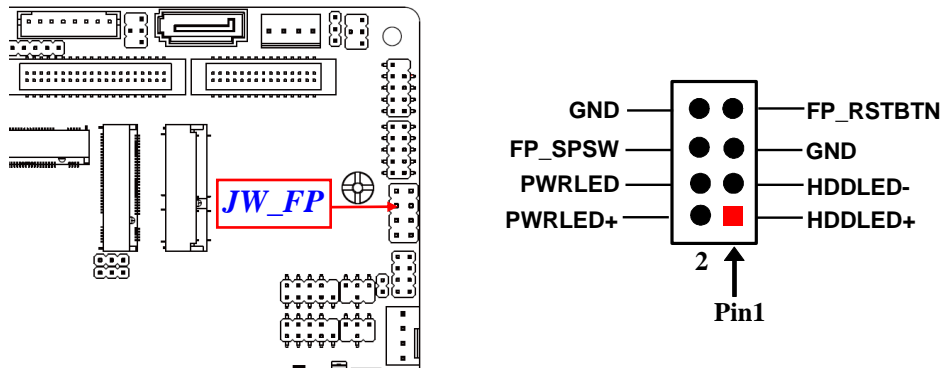 JW_FP
GND
FP_RSTBTN
FP_SPSW
GND
PWRLED
HDDLED-
PWRLED+
HDDLED+
2
Pin1